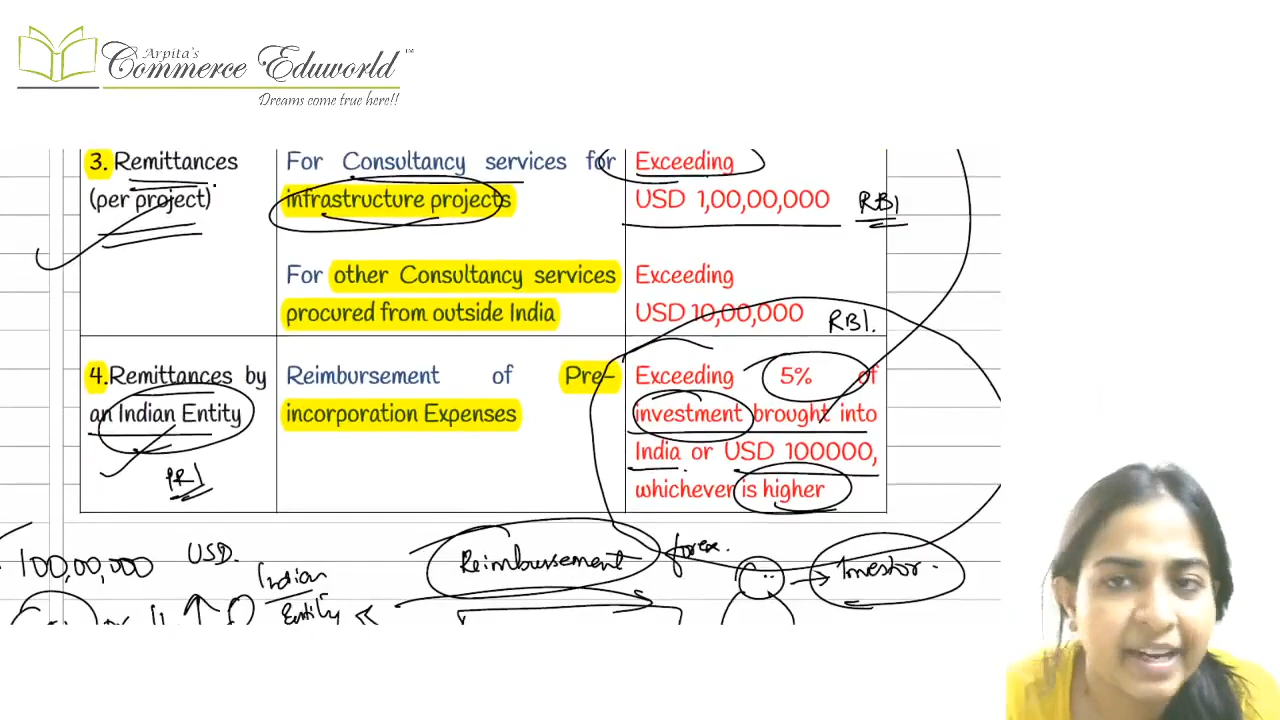 Arpita's
Commerce Eduworld™
Dreams come true here!!
3. Remittances
(per project)
For Consultancy services for
infrastructure projects
Exceeding
USD 1,00,00,000
RBI
For other Consultancy services
procured from outside India
Exceeding
USD 10,00,000
RBI.
4.Remittances by
an Indian Entity
Reimbursement of Pre-
incorporation Expenses
Exceeding 5% of
investment brought into
India or USD 100000,
whichever is higher
100,00,000 USD.
Indian
Entity
Reimbursement
forex.
Investor.